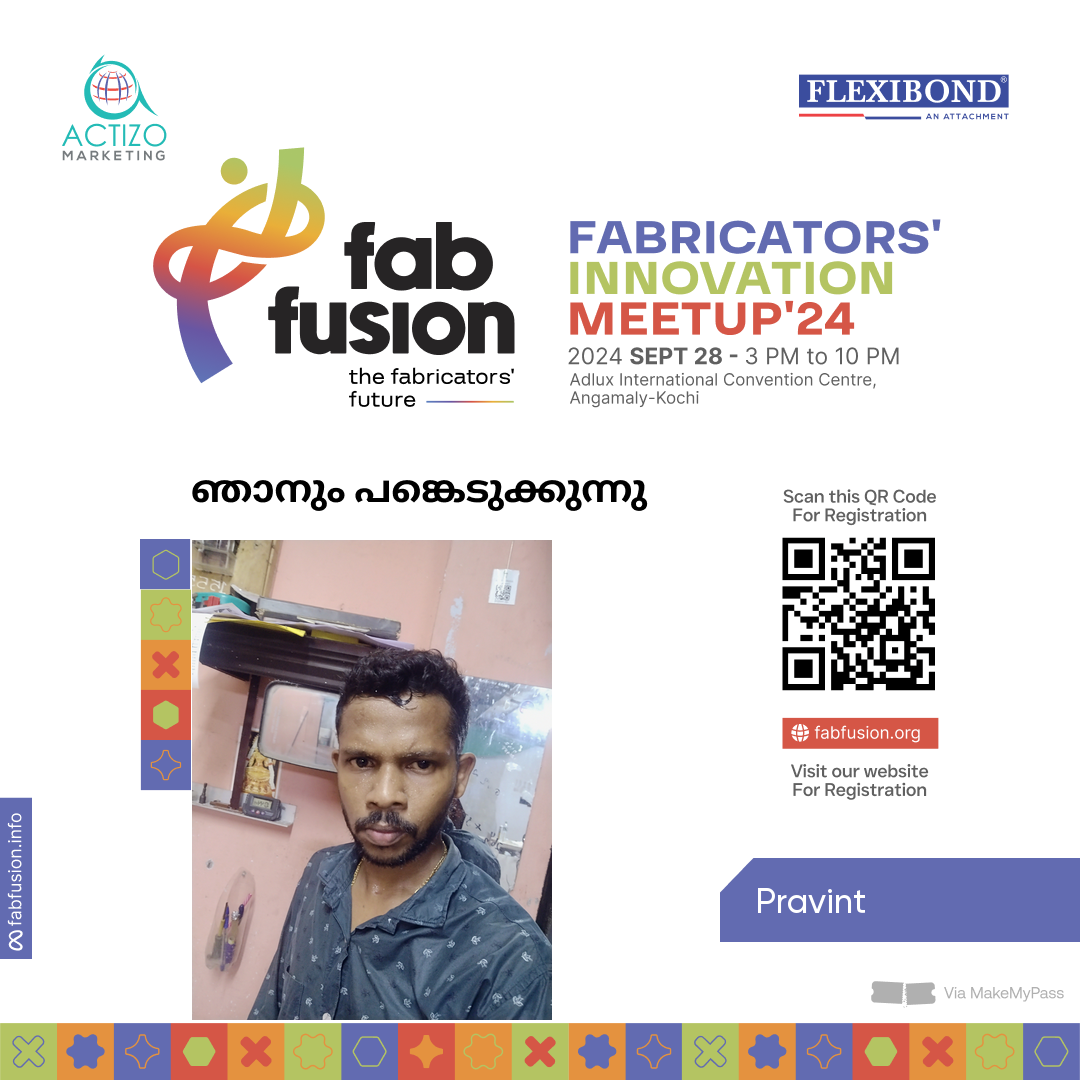 ACTIZO
MARKETING
FLEXIBOND®
AN ATTACHMENT
fab
fusion
the fabricators'
future
FABRICATORS'
INNOVATION
MEETUP'24
2024 SEPT 28 - 3 PM to 10 PM
Adlux International Convention Centre,
Angamaly-Kochi
ഞാനും പങ്കെടുക്കുന്നു
Scan this QR Code
For Registration
fabfusion.org
Visit our website
For Registration
fabfusion.info
Pravint
Via MakeMyPass